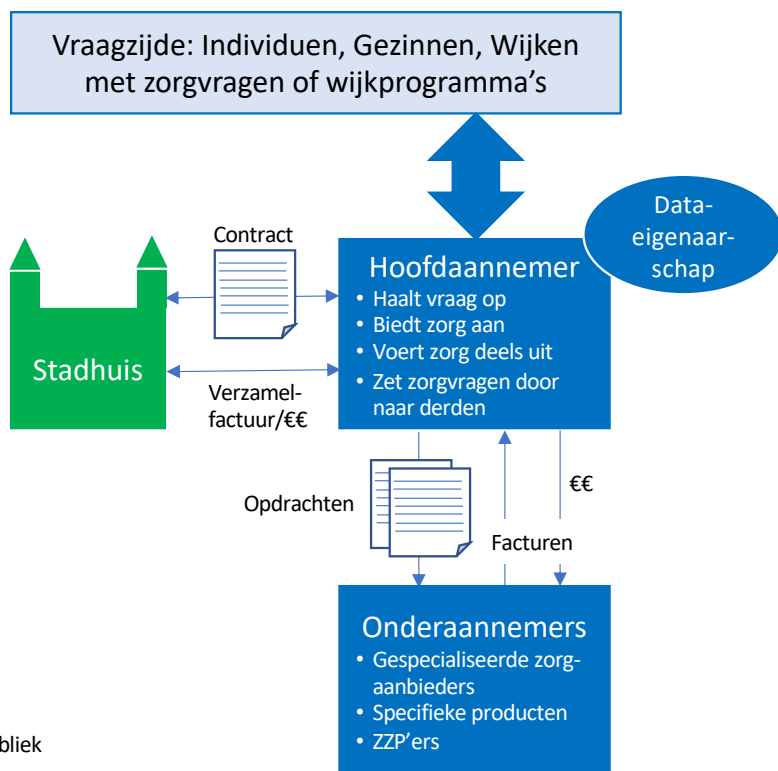 Vraagzijde: Individuen, Gezinnen, Wijken
met zorgvragen of wijkprogramma’s
Data-
eigenaar-
schap
Contract
Hoofdaannemer
• Haalt vraag op
• Biedt zorg aan
• Voert zorg deels uit
• Zet zorgvragen door
naar derden
Stadhuis
Verzamel-
factuur/€€
Opdrachten
€€
Facturen
Onderaannemers
• Gespecialiseerde zorg-
aanbieders
• Specifieke producten
• ZZP’ers
bliek